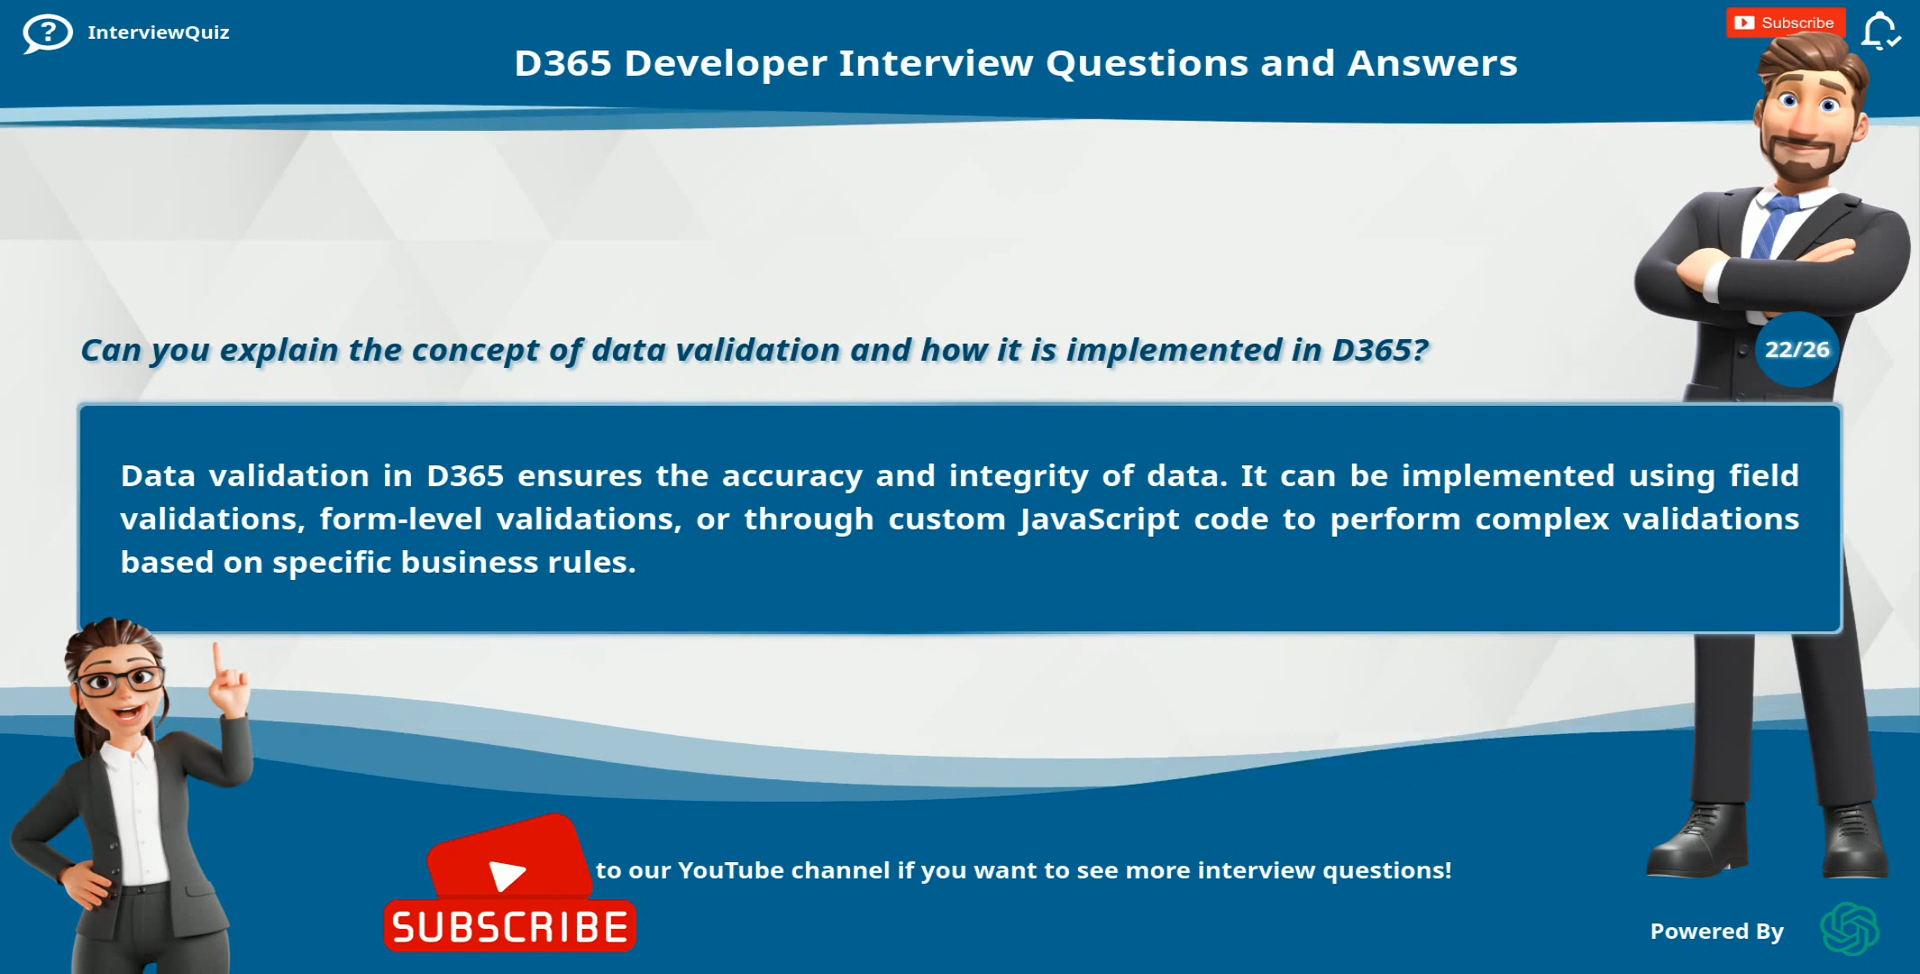 InterviewQuiz
Subscribe
D365 Developer Interview Questions and Answers
Can you explain the concept of data validation and how it is implemented in D365?
22/26
Data validation in D365 ensures the accuracy and integrity of data. It can be implemented using field
validations, form-level validations, or through custom JavaScript code to perform complex validations
based on specific business rules.
to our YouTube channel if you want to see more interview questions!
SUBSCRIBE
Powered By